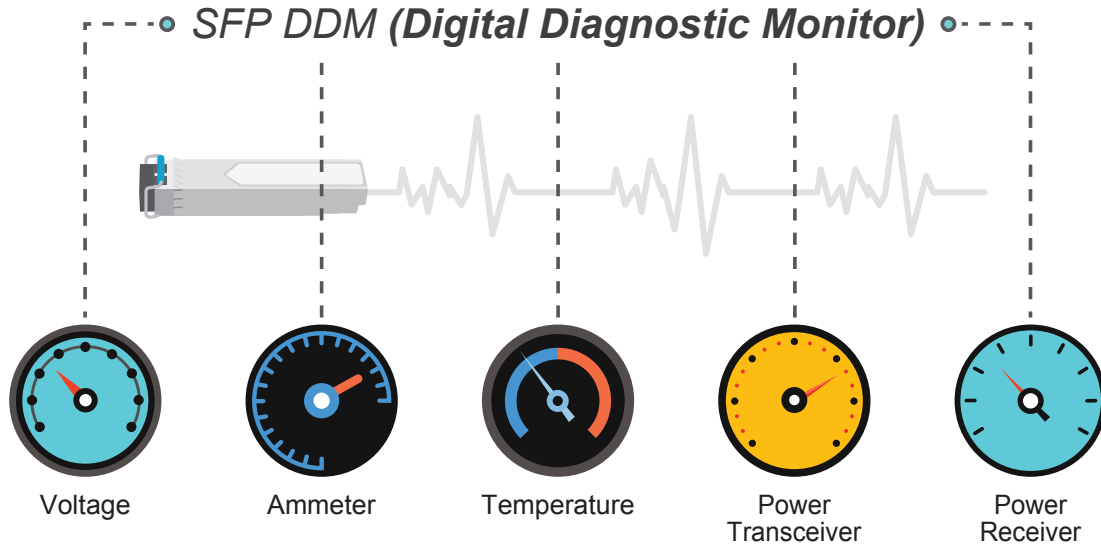 SFP DDM (Digital Diagnostic Monitor)
Voltage
Ammeter
Temperature
Power
Transceiver
Power
Receiver